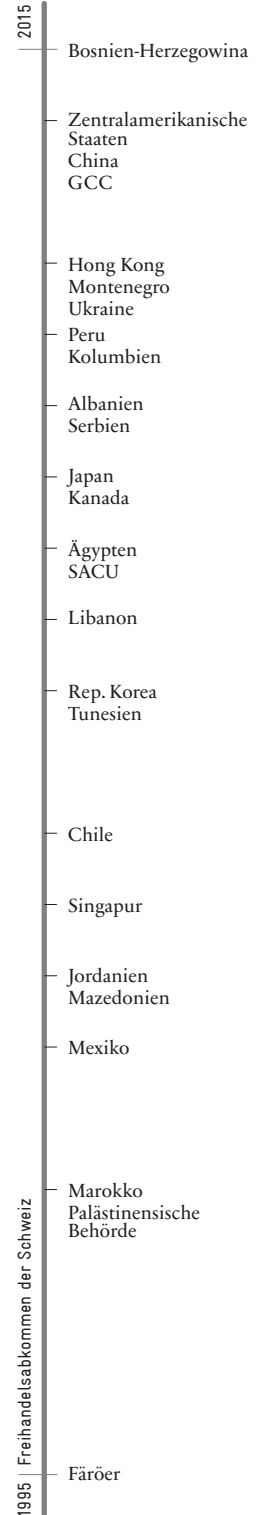 2015
Bosnien-Herzegowina
Zentralamerikanische
Staaten
China
GCC
Hong Kong
Montenegro
Ukraine
Peru
Kolumbien
Albanien
Serbien
Japan
Kanada
Ägypten
SACU
Libanon
Rep. Korea
Tunesien
Chile
Singapur
Jordanien
Mazedonien
Mexiko
Marokko
Palästinensische
Behörde
Färöer
1995 Freihandelsabkommen der Schweiz